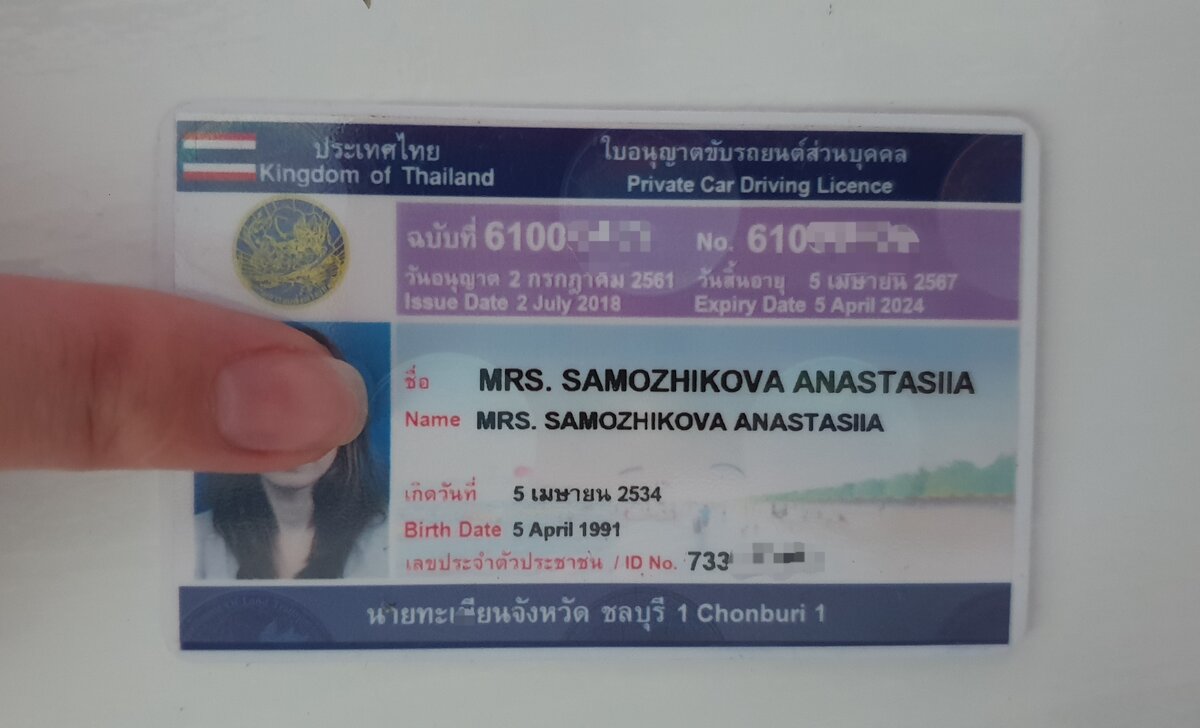 ประเทศไทย
Kingdom of Thailand
ใบอนุญาตขับรถยนต์ส่วนบุคคล
Private Car Driving Licence
ฉบับที่ 6100
No. 610
วันอนุญาต 2 กรกฎาคม 2561
วันสิ้นอายุ 5 เมษายน 2567
Issue Date 2 July 2018
Expiry Date 5 April 2024
ชื่อ MRS. SAMOZHIKOVA ANASTASIIA
Name MRS. SAMOZHIKOVA ANASTASIIA
เกิดวันที่ 5 เมษายน 2534
Birth Date 5 April 1991
เลขประจำตัวประชาชน / ID No. 733
นายทะเบียนจังหวัด ชลบุรี 1 Chonburi 1